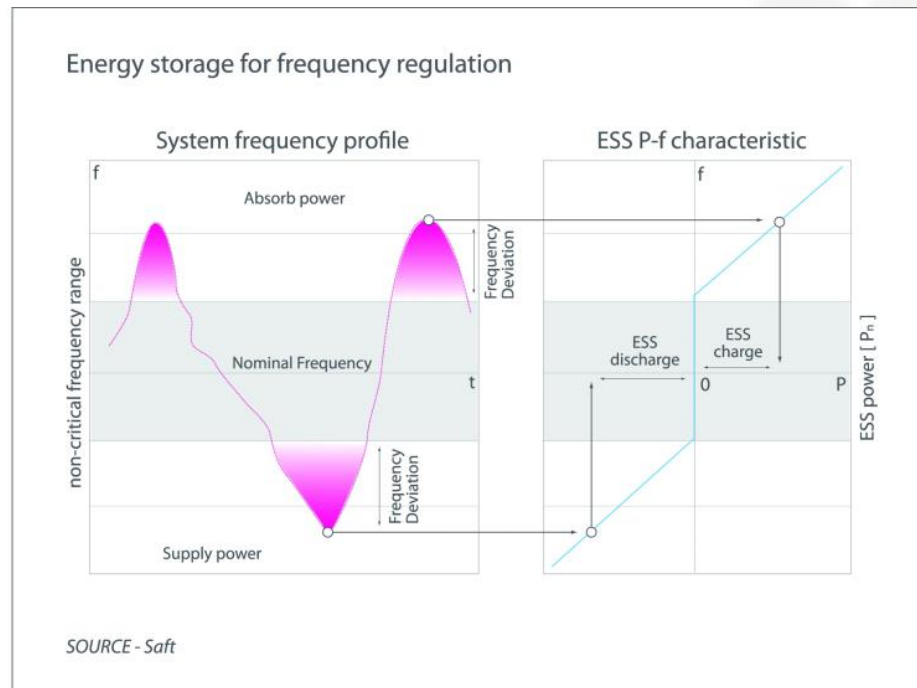 Energy storage for frequency regulation
System frequency profile
ESS P-f characteristic
f
f
Absorb power
Frequency
Deviation
non-critical frequency range
Nominal Frequency
t
ESS
discharge
ESS
charge
0
P
ESS power [ Pn ]
Frequency
Deviation
Supply power
SOURCE - Saft